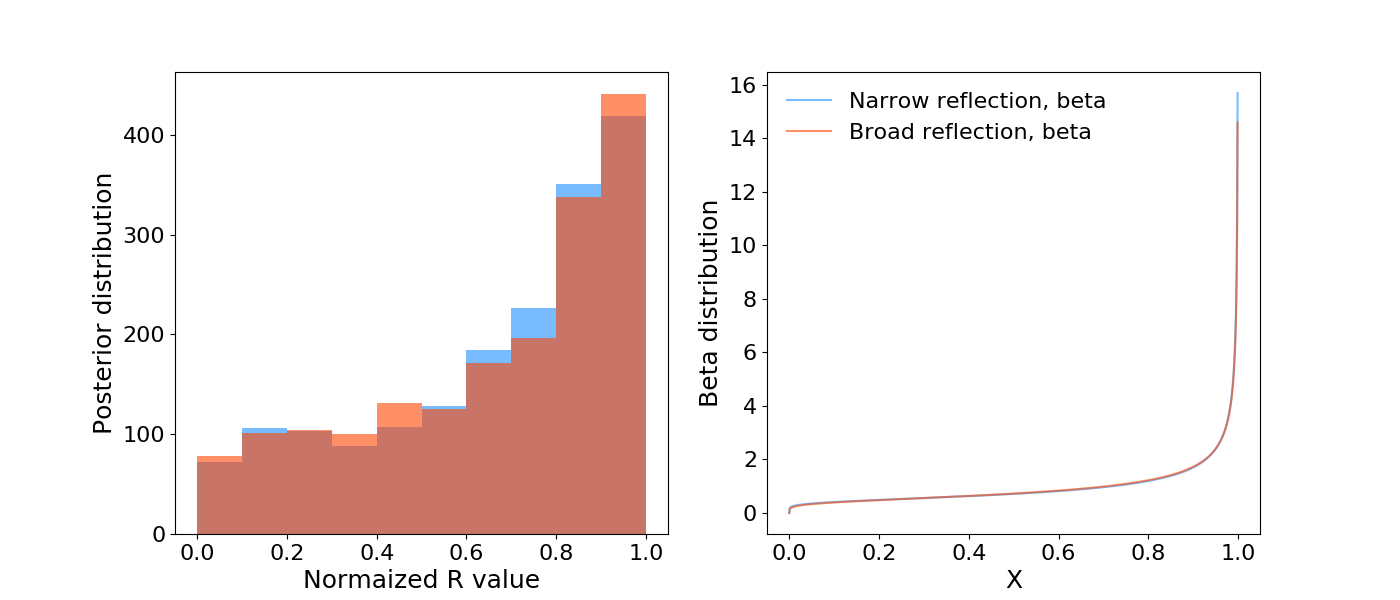 Posterior distribution
400
300
200
100
0
0.0 0.2 0.4 0.6 0.8 1.0
Normaized R value
Beta distribution
16
14
12
10
8
6
4
2
0
0.0 0.2 0.4 0.6 0.8 1.0
X
Narrow reflection, beta
Broad reflection, beta